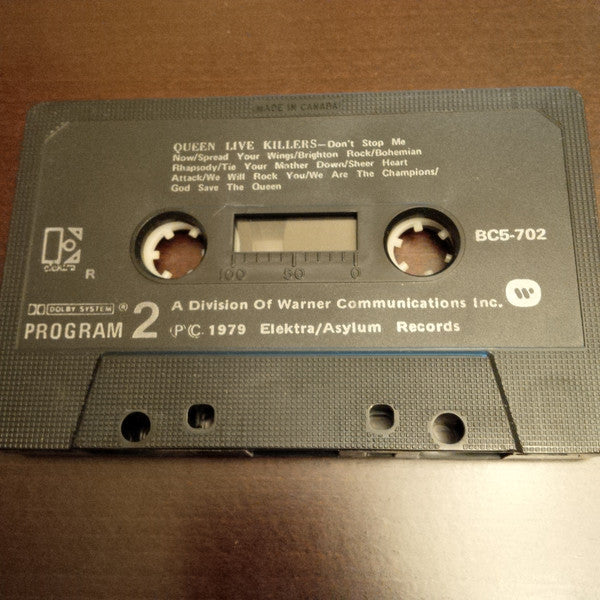 MADE IN CANADA
QUEEN LIVE KILLERS—Don't Stop Me
Now/Spread Your Wings/Brighton Rock/Bohemian
Rhapsody/Tie Your Mother Down/Sheer Heart
Attack/We Will Rock You/We Are The Champions/
God Save The Queen
elektra R
100 50 0
BC5-702
DOLBY SYSTEM ®
A Division Of Warner Communications Inc.
PROGRAM 2
Ⓟ© 1979 Elektra/Asylum Records